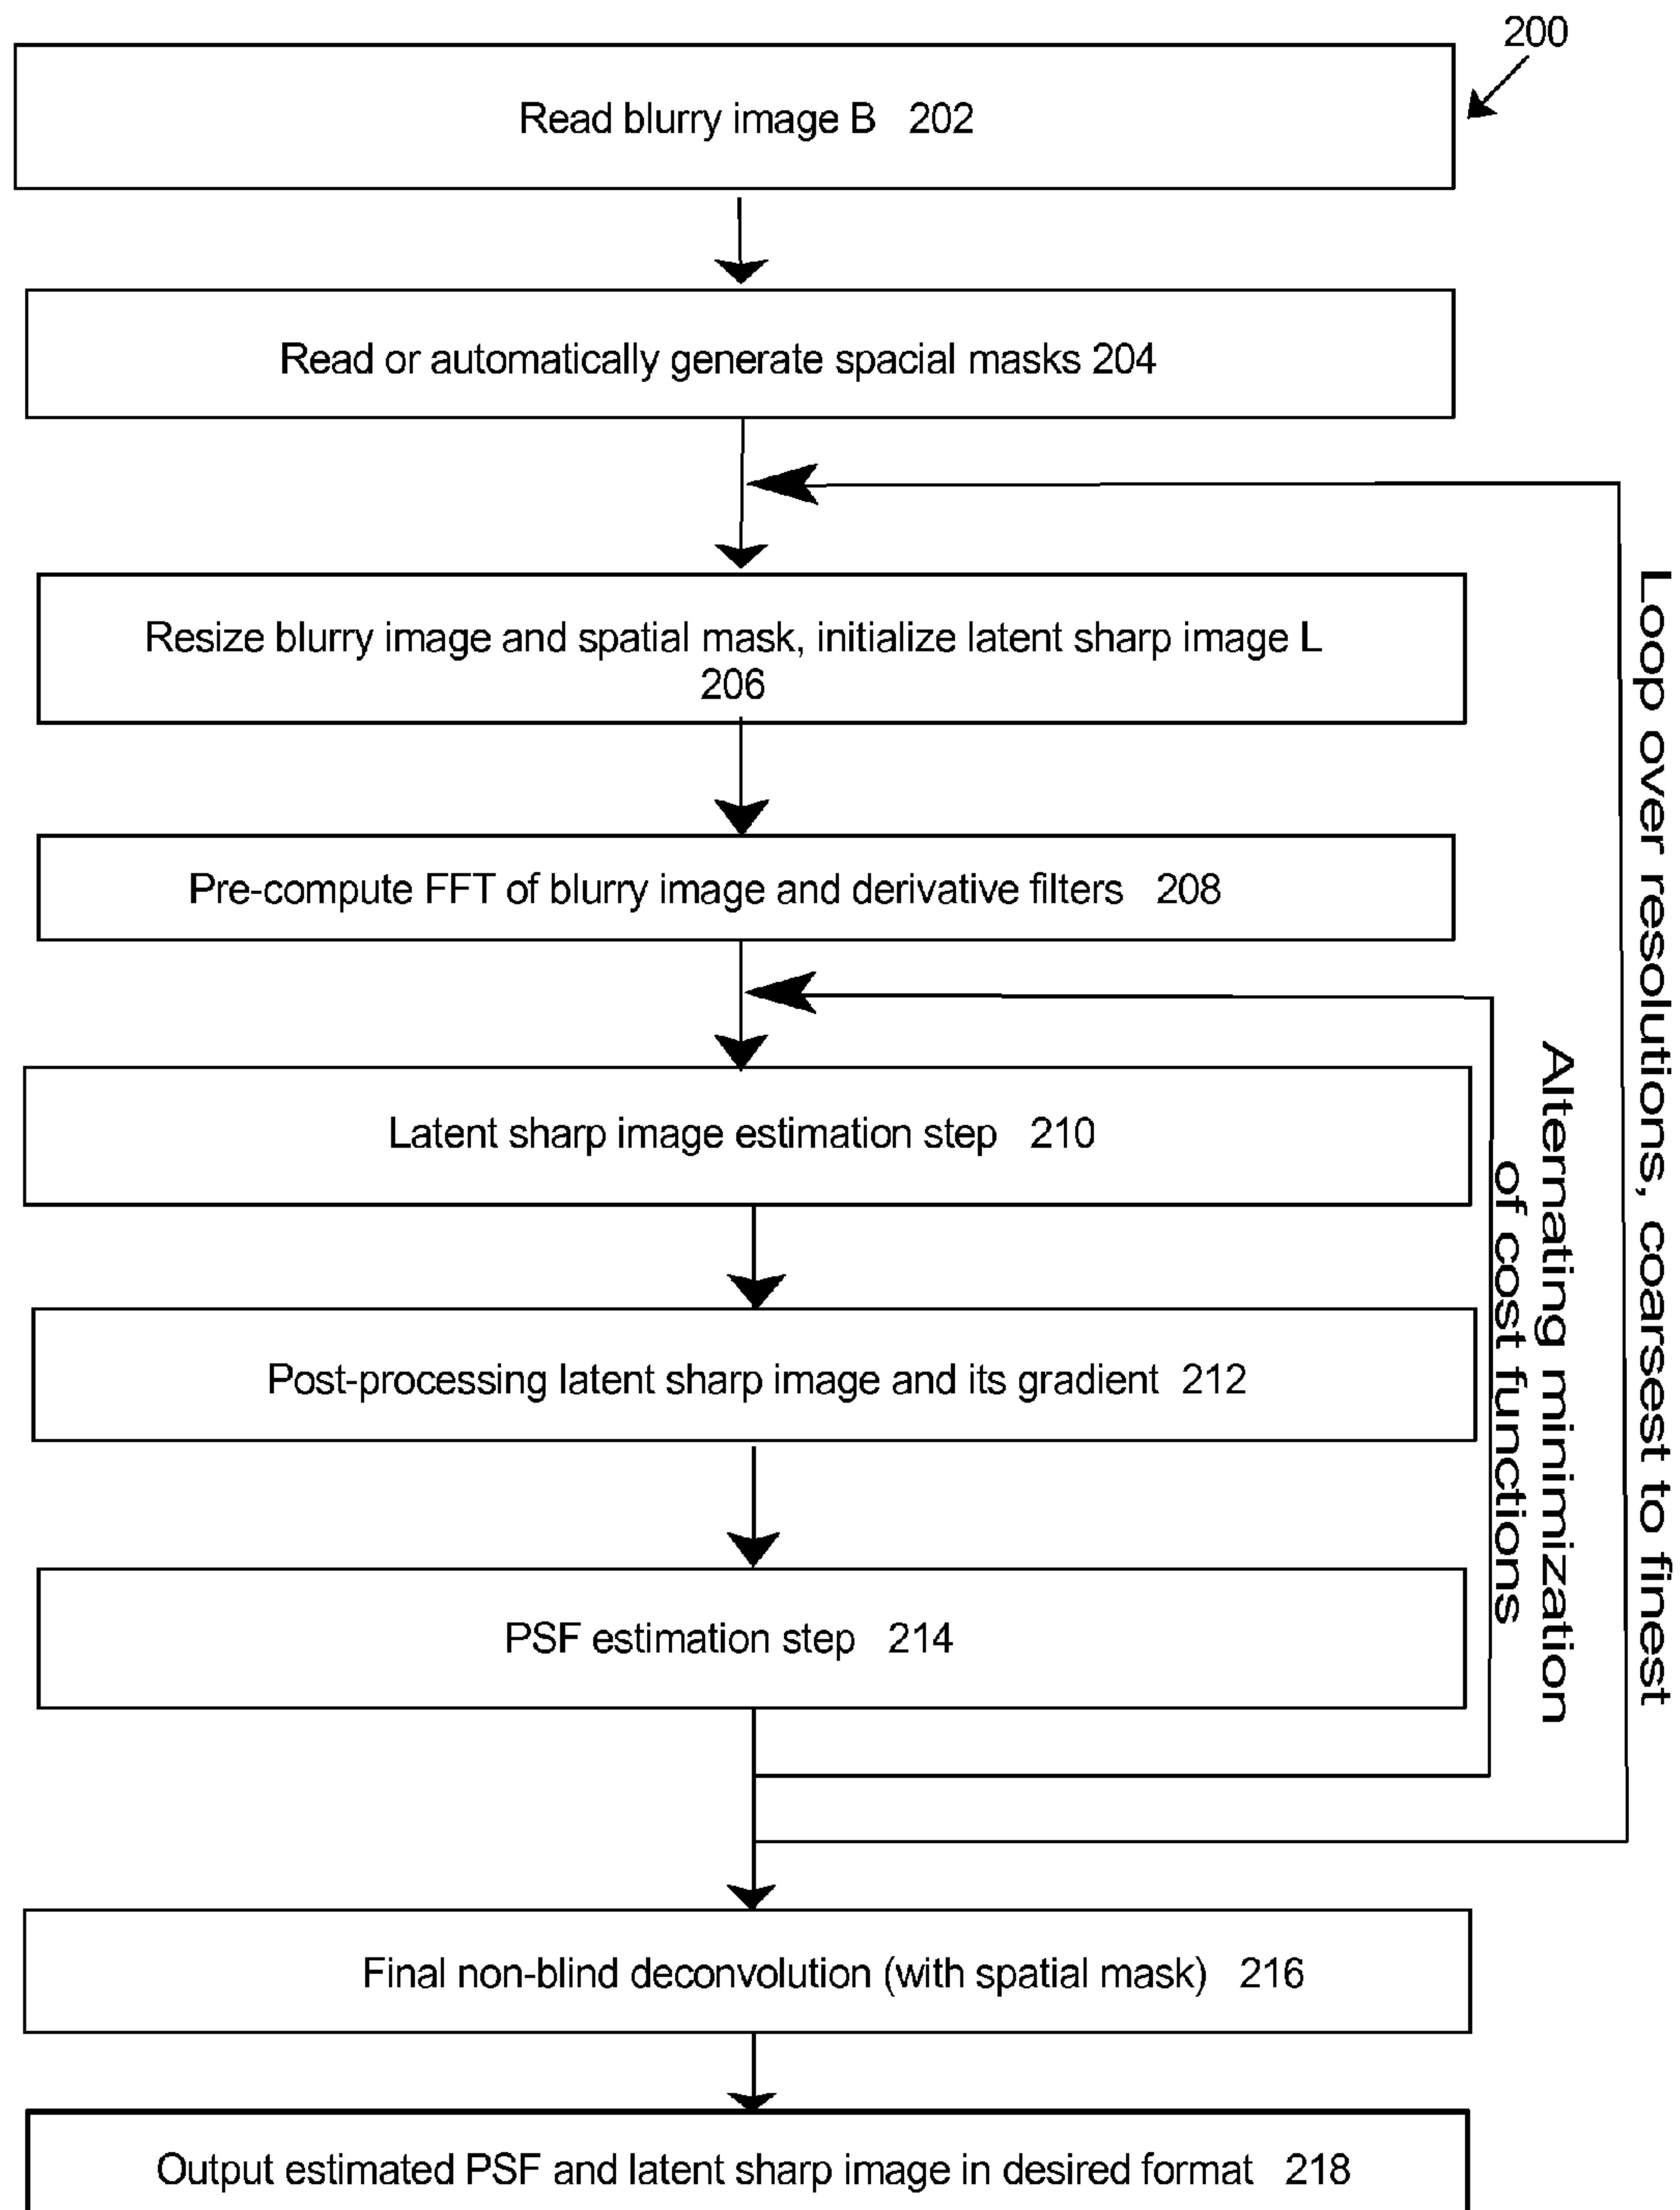 200
Read blurry image B 202
Read or automatically generate spacial masks 204
Resize blurry image and spatial mask, initialize latent sharp image L
206
Pre-compute FFT of blurry image and derivative filters 208
Latent sharp image estimation step 210
Post-processing latent sharp image and its gradient 212
PSF estimation step 214
Alternating minimization
of cost functions
Loop over resolutions, coarsest to finest
Final non-blind deconvolution (with spatial mask) 216
Output estimated PSF and latent sharp image in desired format 218